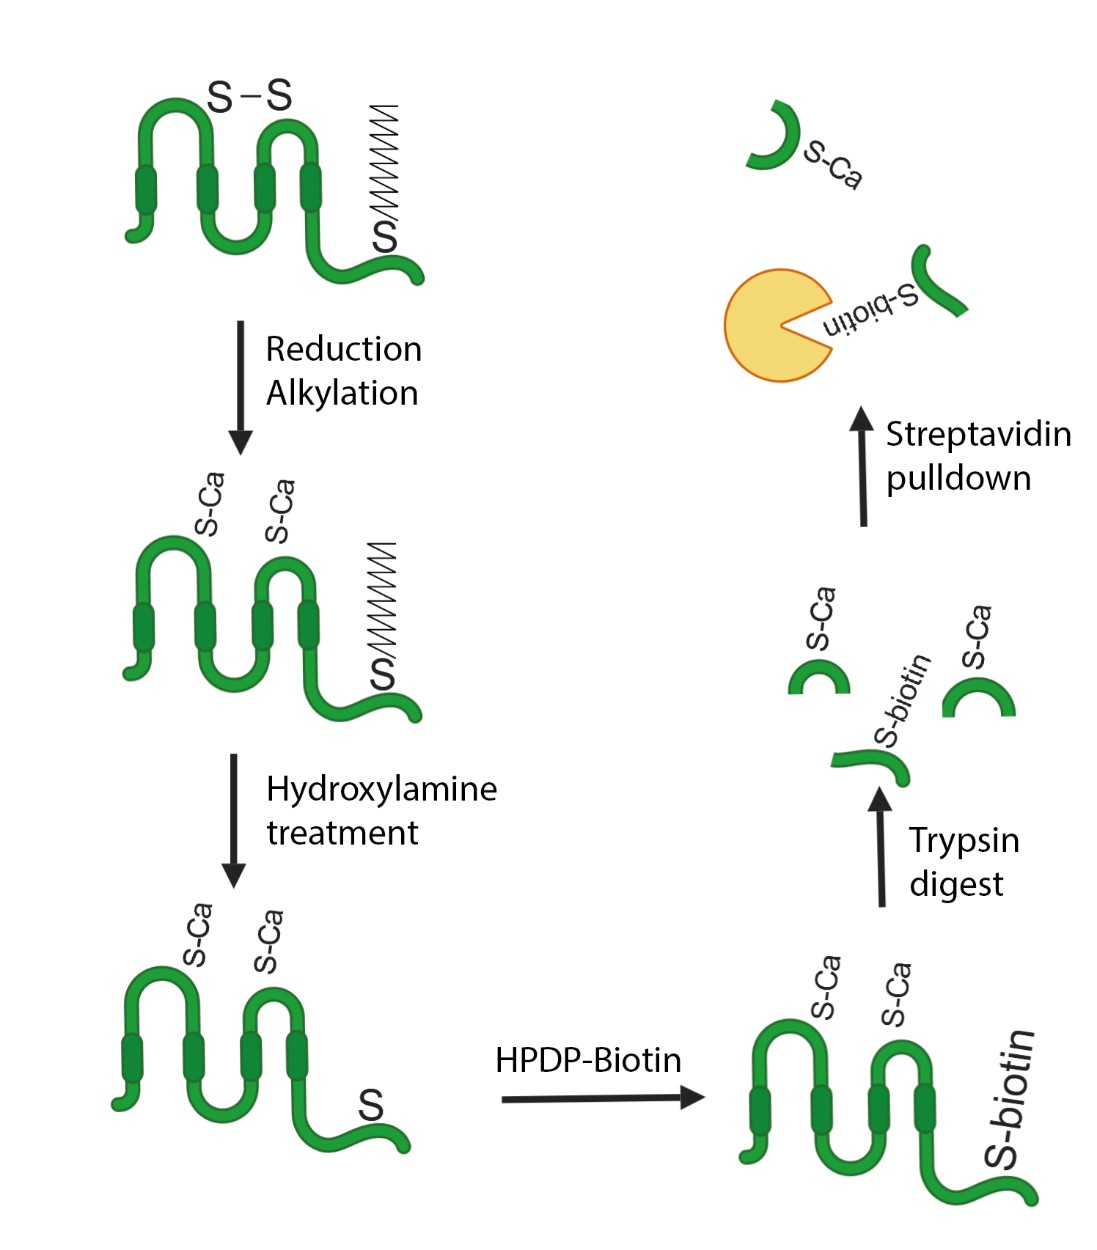 S–S
S
Reduction
Alkylation
S-Ca
S-Ca
S
Hydroxylamine
treatment
S-Ca
S-Ca
S
HPDP-Biotin
S-Ca
S-Ca
S-biotin
Trypsin
digest
S-Ca
S-biotin
S-Ca
Streptavidin
pulldown
S-biotin
S-Ca